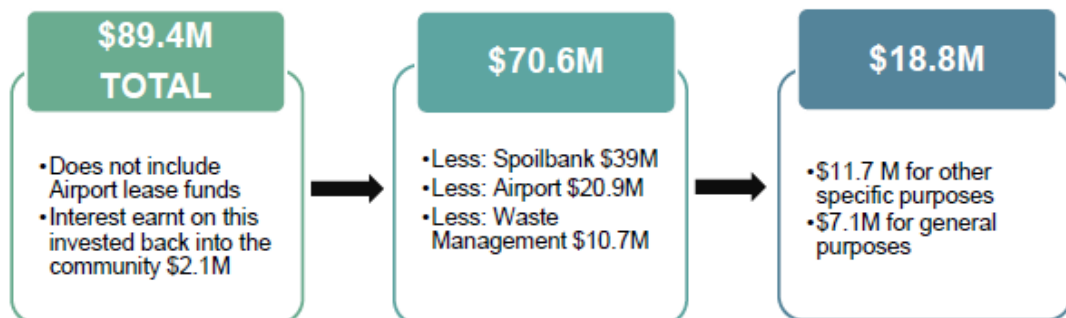 $89.4M
TOTAL
•Does not include
Airport lease funds
•Interest earnt on this
invested back into the
community $2.1M
$70.6M
•Less: Spoilbank $39M
•Less: Airport $20.9M
•Less: Waste
Management $10.7M
$18.8M
•$11.7 M for other
specific purposes
•$7.1M for general
purposes